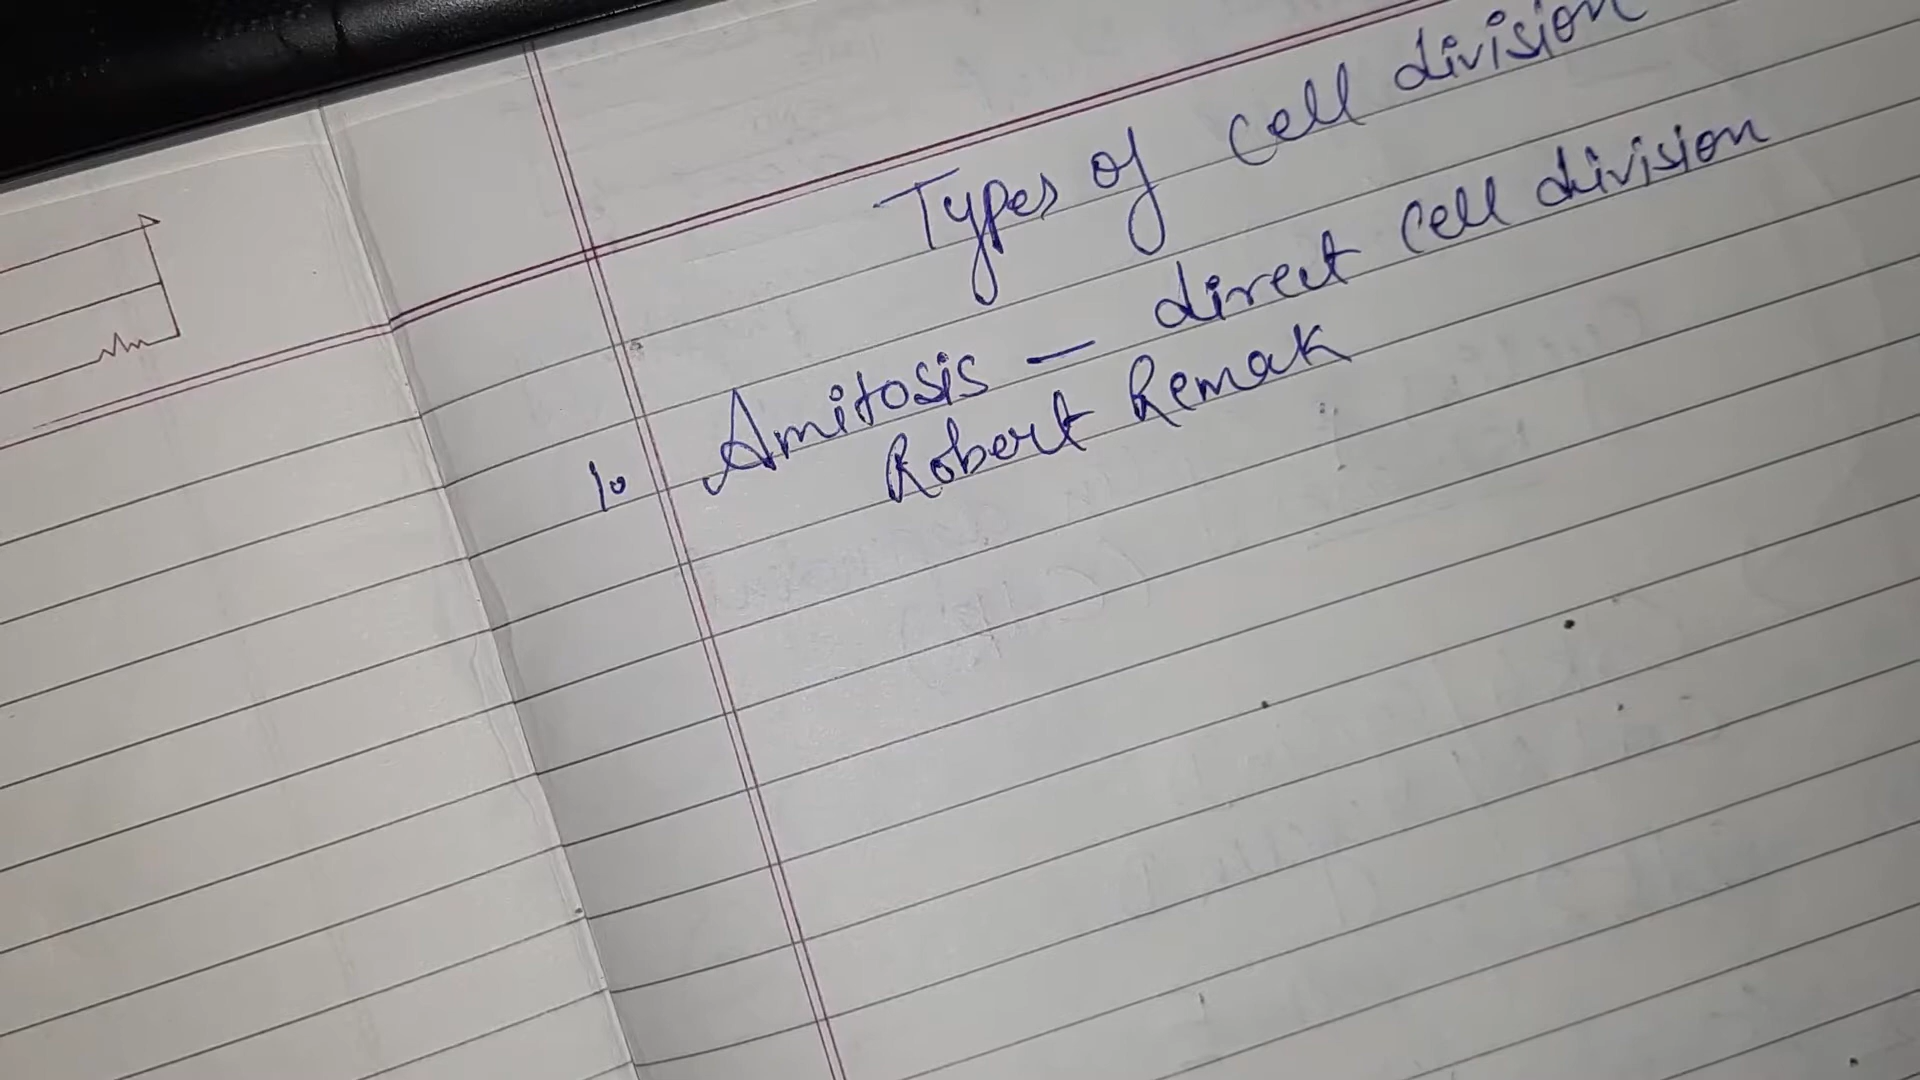 Types of cell division
1. Amitosis — direct cell division
Robert Remak